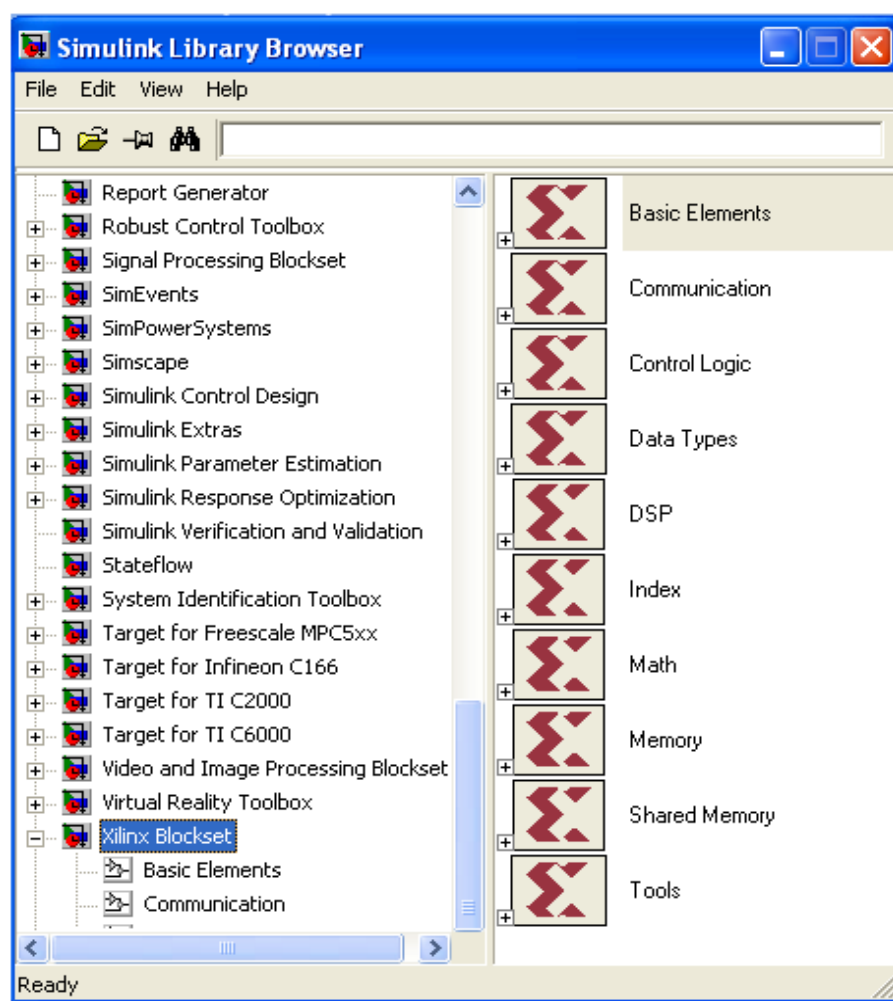 Simulink Library Browser
File Edit View Help
Report Generator
Robust Control Toolbox
Signal Processing Blockset
SimEvents
SimPowerSystems
Simscape
Simulink Control Design
Simulink Extras
Simulink Parameter Estimation
Simulink Response Optimization
Simulink Verification and Validation
Stateflow
System Identification Toolbox
Target for Freescale MPC5xx
Target for Infineon C166
Target for TI C2000
Target for TI C6000
Video and Image Processing Blockset
Virtual Reality Toolbox
Xilinx Blockset
Basic Elements
Communication
Basic Elements
Communication
Control Logic
Data Types
DSP
Index
Math
Memory
Shared Memory
Tools
Ready